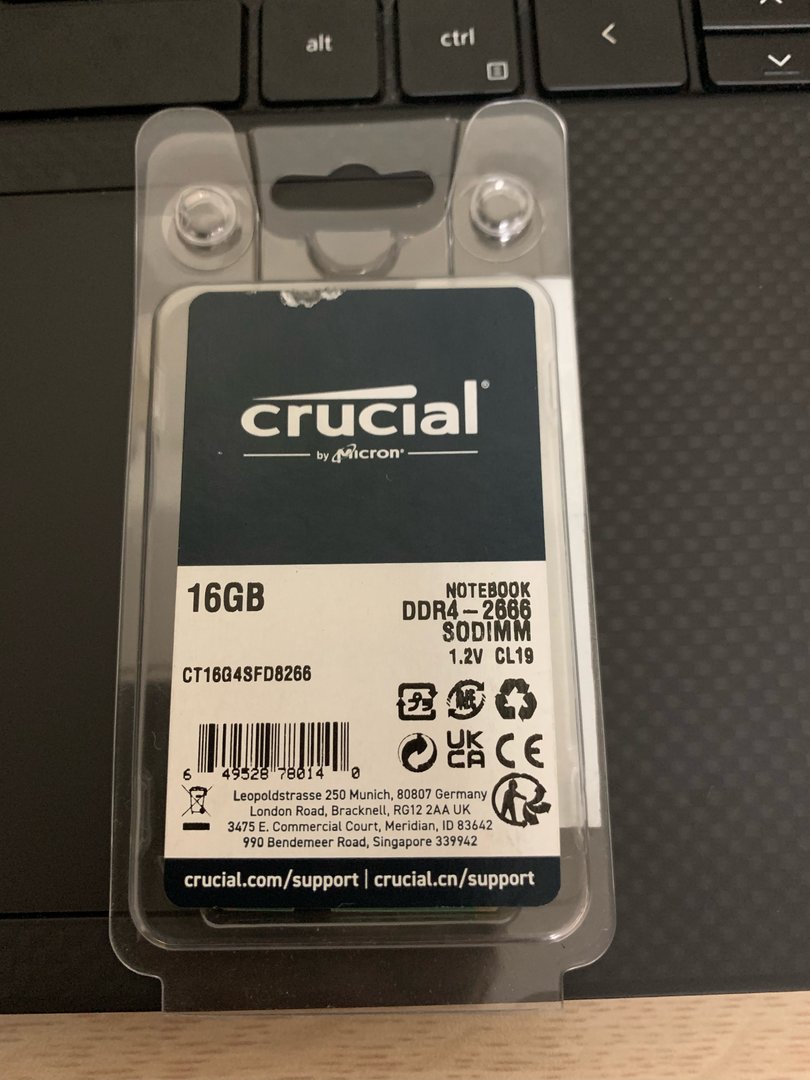 alt
ctrl
<
crucial®
by Micron®
16GB
NOTEBOOK
DDR4-2666
SODIMM
1.2V CL19
CT16G4SFD8266
UK
CA
CE
6 49528 78014 0
Leopoldstrasse 250 Munich, 80807 Germany
London Road, Bracknell, RG12 2AA UK
3475 E. Commercial Court, Meridian, ID 83642
990 Bendemeer Road, Singapore 339942
crucial.com/support | crucial.cn/support